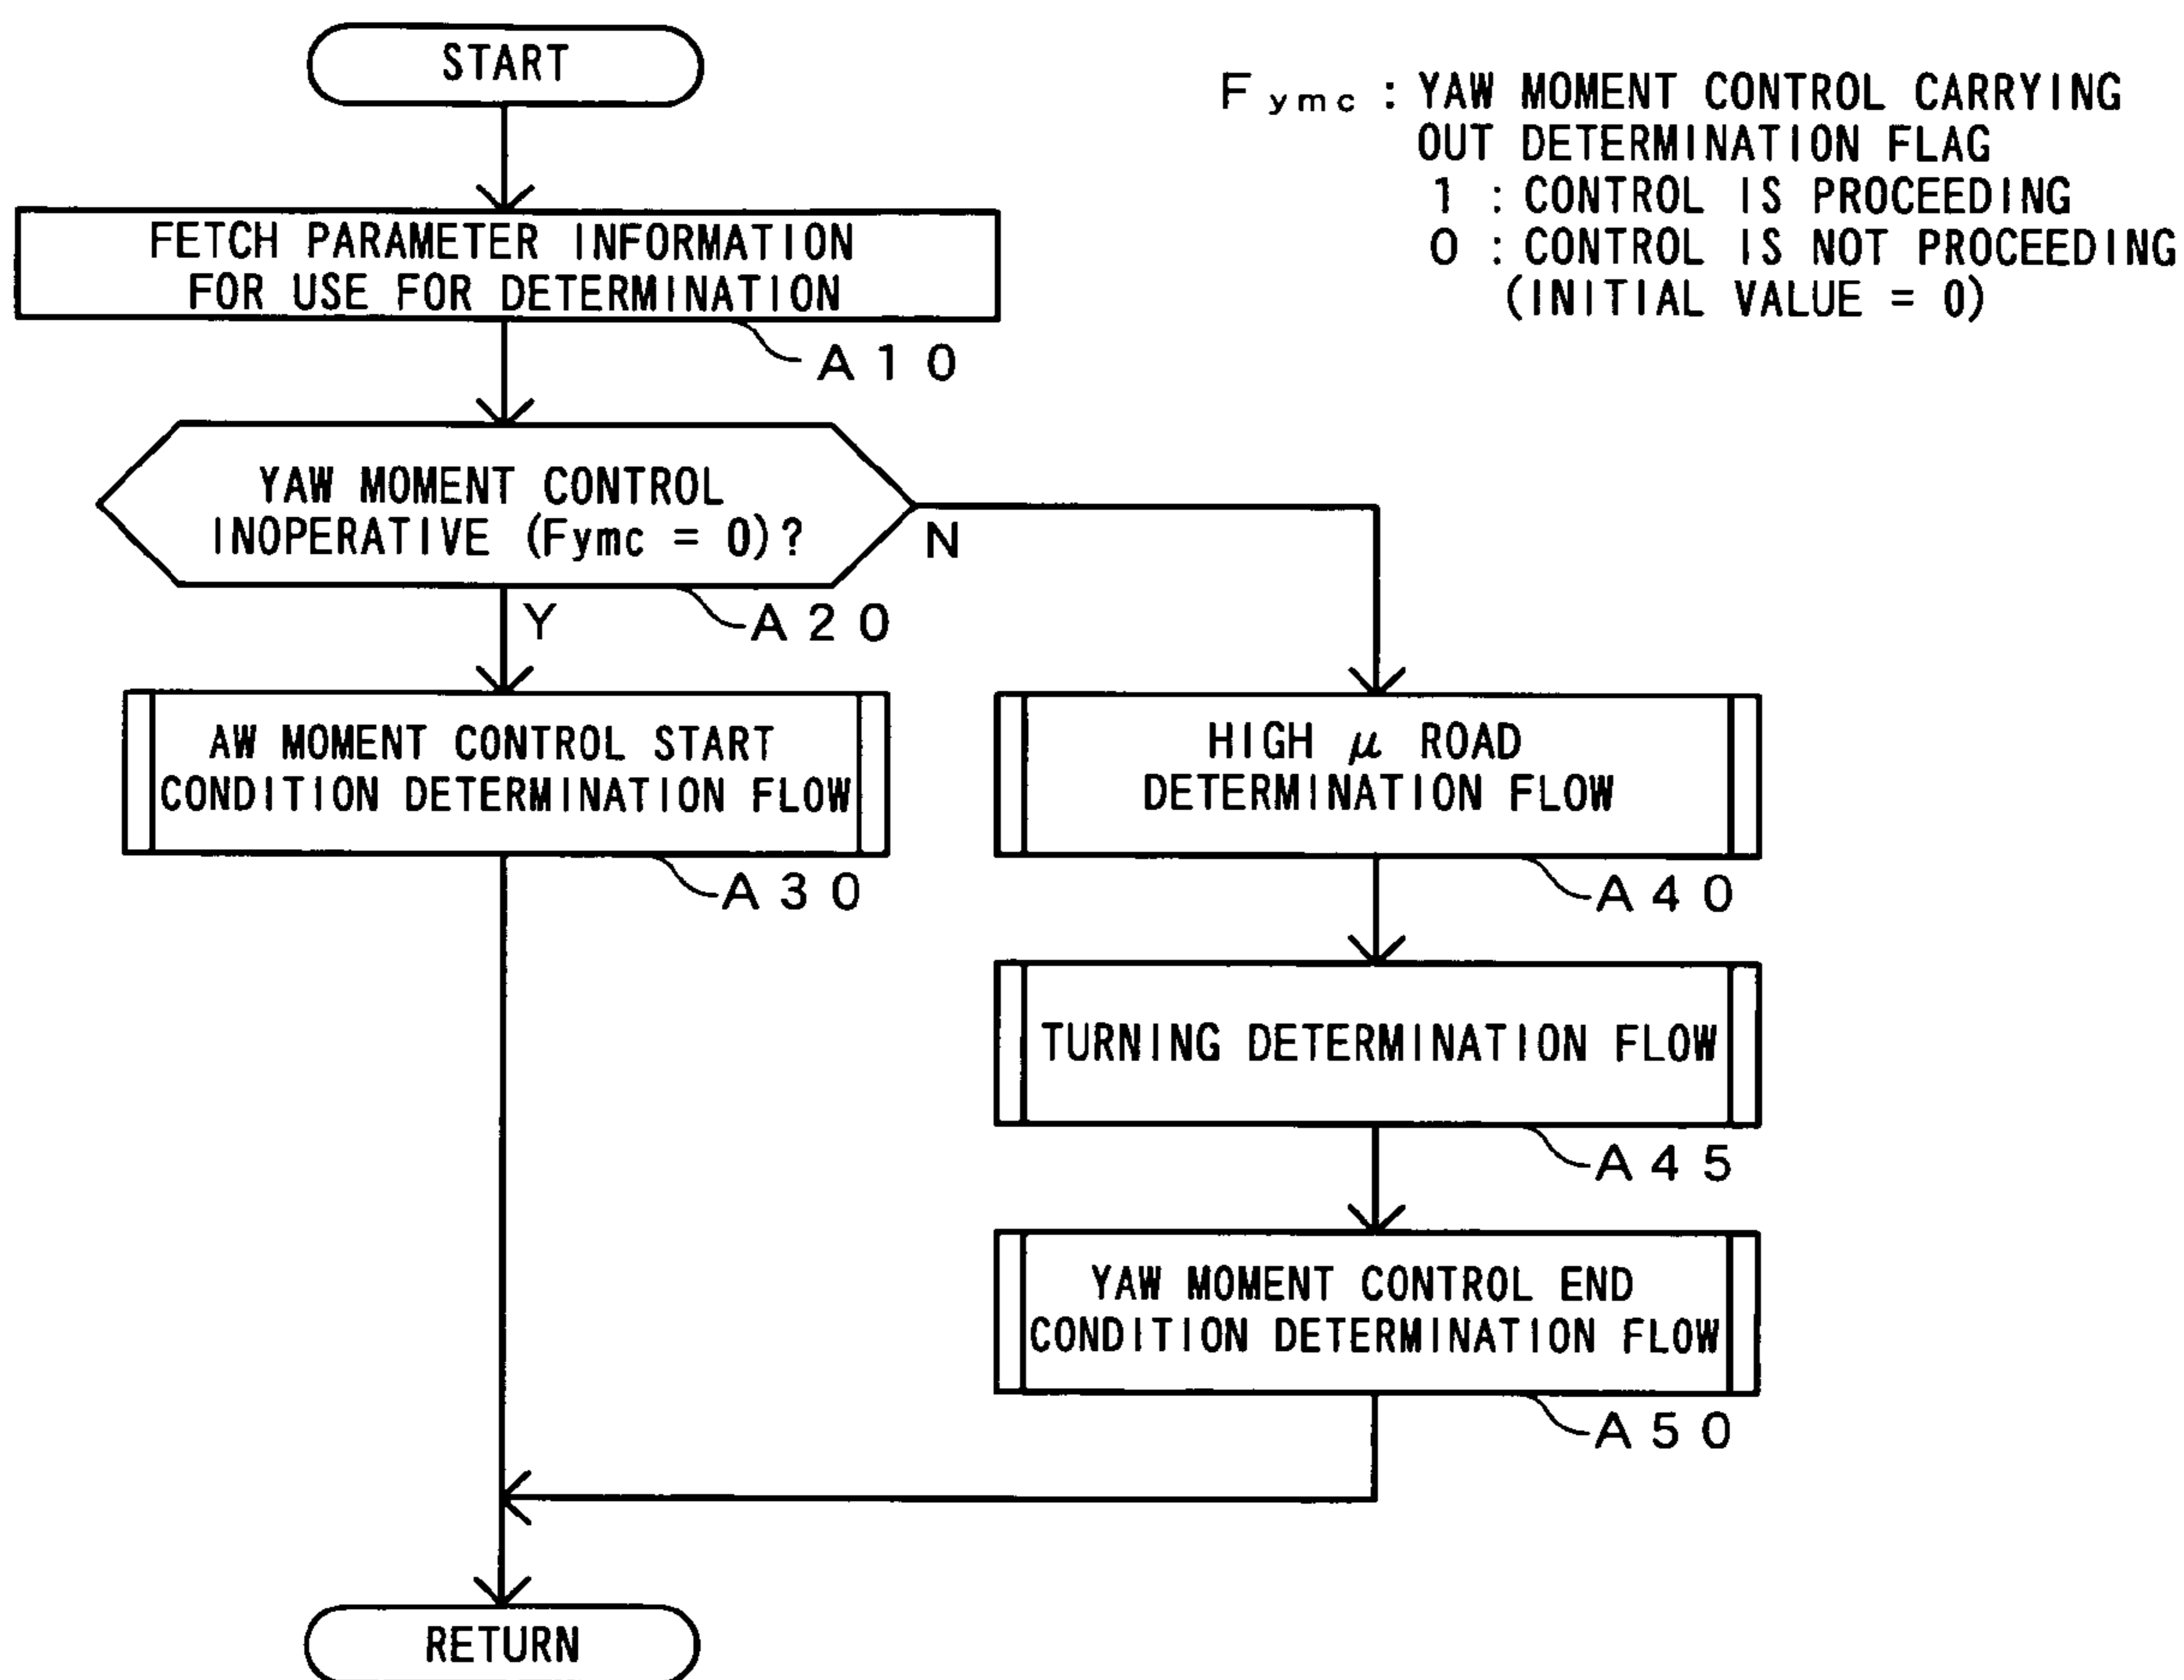 START
F ymc : YAW MOMENT CONTROL CARRYING
OUT DETERMINATION FLAG
1 : CONTROL IS PROCEEDING
0 : CONTROL IS NOT PROCEEDING
(INITIAL VALUE = 0)
FETCH PARAMETER INFORMATION
FOR USE FOR DETERMINATION
A10
YAW MOMENT CONTROL
INOPERATIVE (Fymc = 0)?
N
Y
A20
AW MOMENT CONTROL START
CONDITION DETERMINATION FLOW
A30
HIGH μ ROAD
DETERMINATION FLOW
A40
TURNING DETERMINATION FLOW
A45
YAW MOMENT CONTROL END
CONDITION DETERMINATION FLOW
A50
RETURN